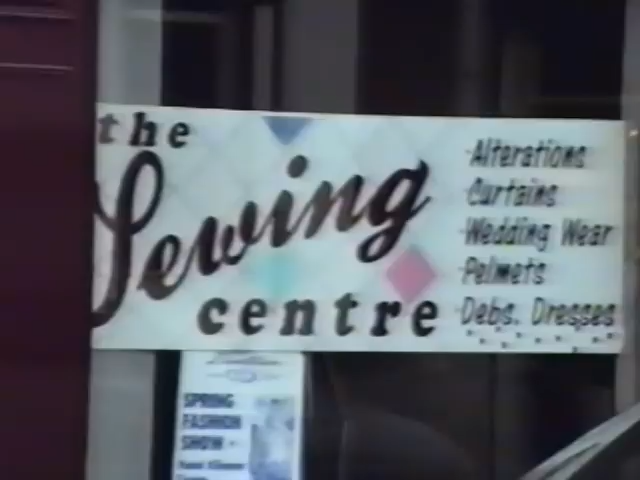 the
Sewing
centre
Alterations
Curtains
Wedding Wear
Pelmets
Debs. Dresses
SPRING
FASHION
SHOW -